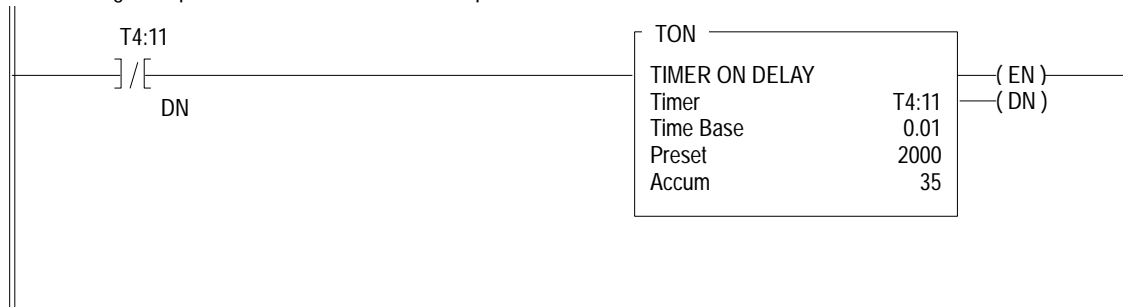 T4:11
] / [
DN
TON
TIMER ON DELAY
Timer T4:11
Time Base 0.01
Preset 2000
Accum 35
( EN )
( DN )